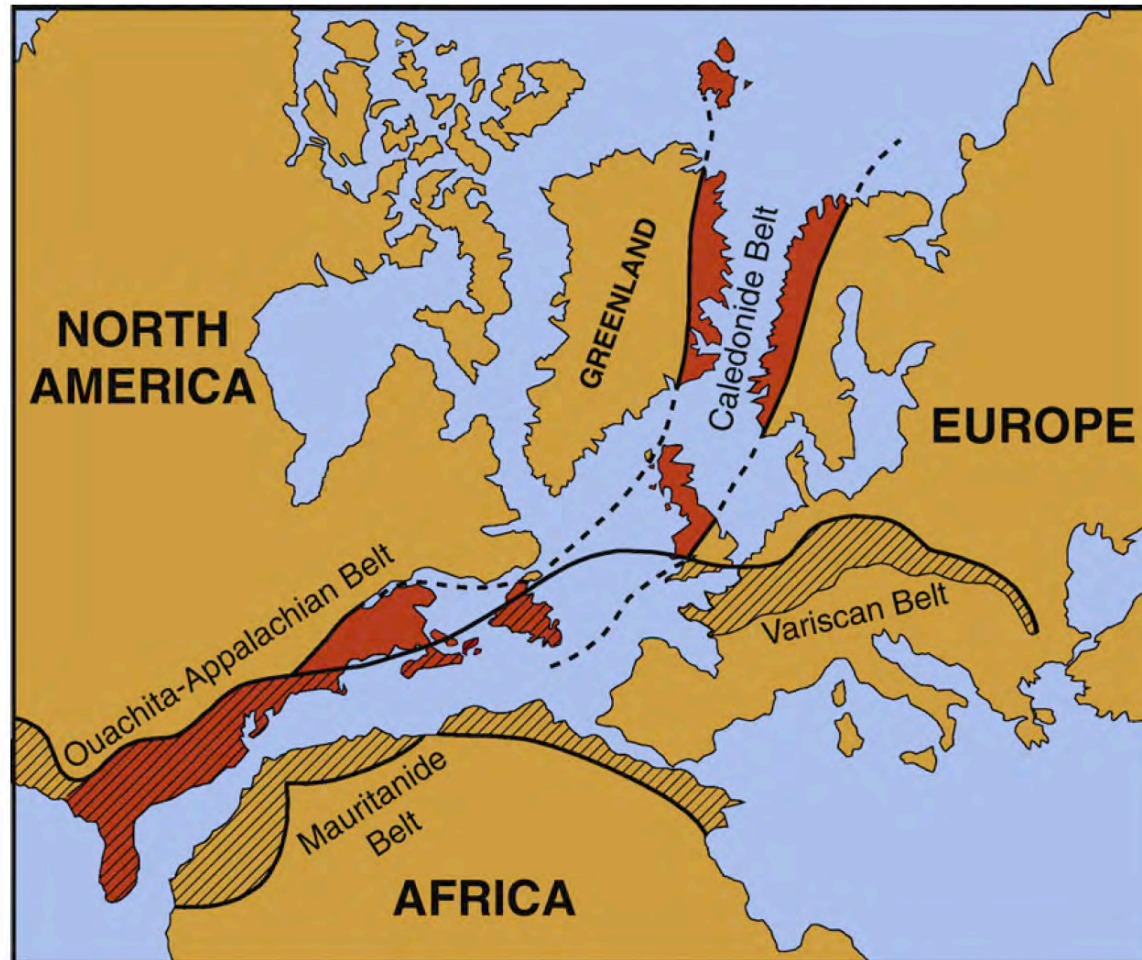 NORTH
AMERICA
GREENLAND
Caledonide Belt
EUROPE
Ouachita-Appalachian Belt
Variscan Belt
Mauritanide
Belt
AFRICA